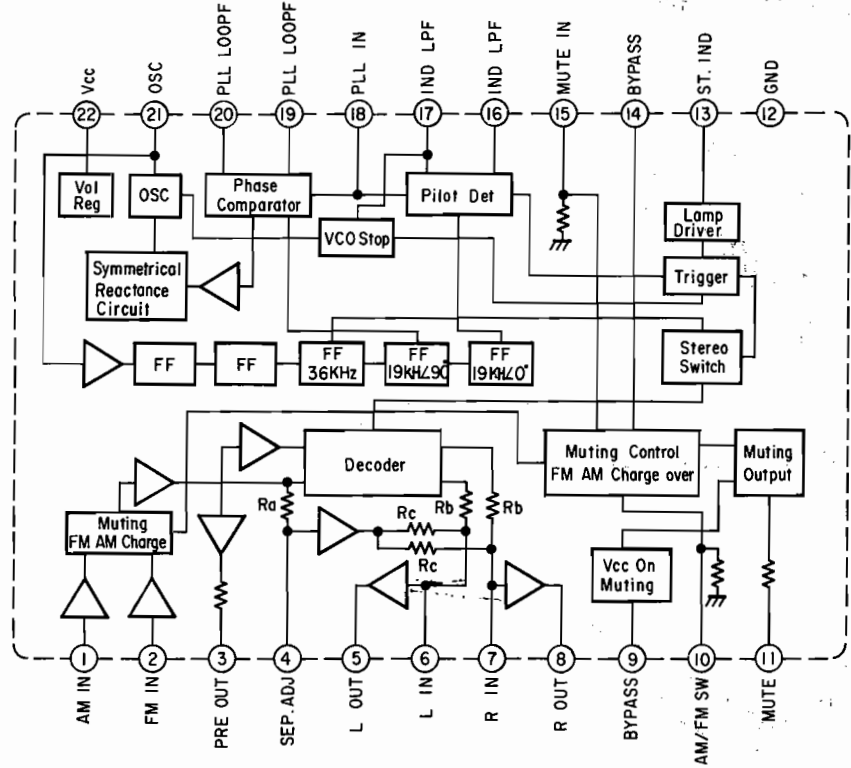 Vcc
OSC
PLL LOOPF
PLL LOOPF
PLL IN
IND LPF
IND LPF
MUTE IN
BYPASS
ST. IND
GND
22
21
20
19
18
17
16
15
14
13
12
Vol
Reg
OSC
Phase
Comparator
Pilot Det
VCO Stop
Lamp
Driver
Trigger
Symmetrical
Reactance
Circuit
FF
FF
FF
36KHz
FF
19KH∠90°
FF
19KH∠0°
Stereo
Switch
Decoder
Muting Control
FM AM Charge over
Muting
Output
Ra
Rc
Rb
Rb
Rc
Muting
FM AM Charge
Vcc On
Muting
1
2
3
4
5
6
7
8
9
10
11
AM IN
FM IN
PRE OUT
SEP. ADJ
L OUT
L IN
R IN
R OUT
BYPASS
AM/FM SW
MUTE